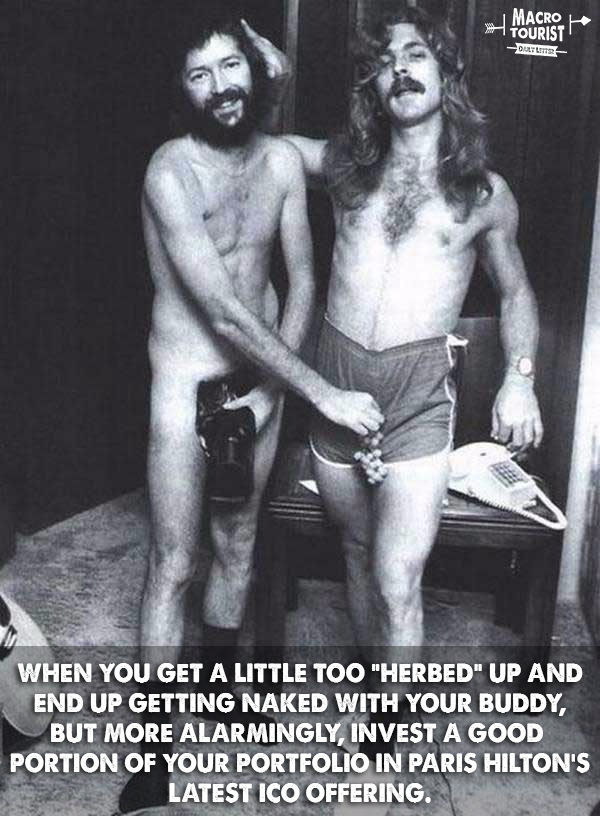 MACRO
TOURIST
DAILY LETTER
WHEN YOU GET A LITTLE TOO "HERBED" UP AND
END UP GETTING NAKED WITH YOUR BUDDY,
BUT MORE ALARMINGLY, INVEST A GOOD
PORTION OF YOUR PORTFOLIO IN PARIS HILTON'S
LATEST ICO OFFERING.